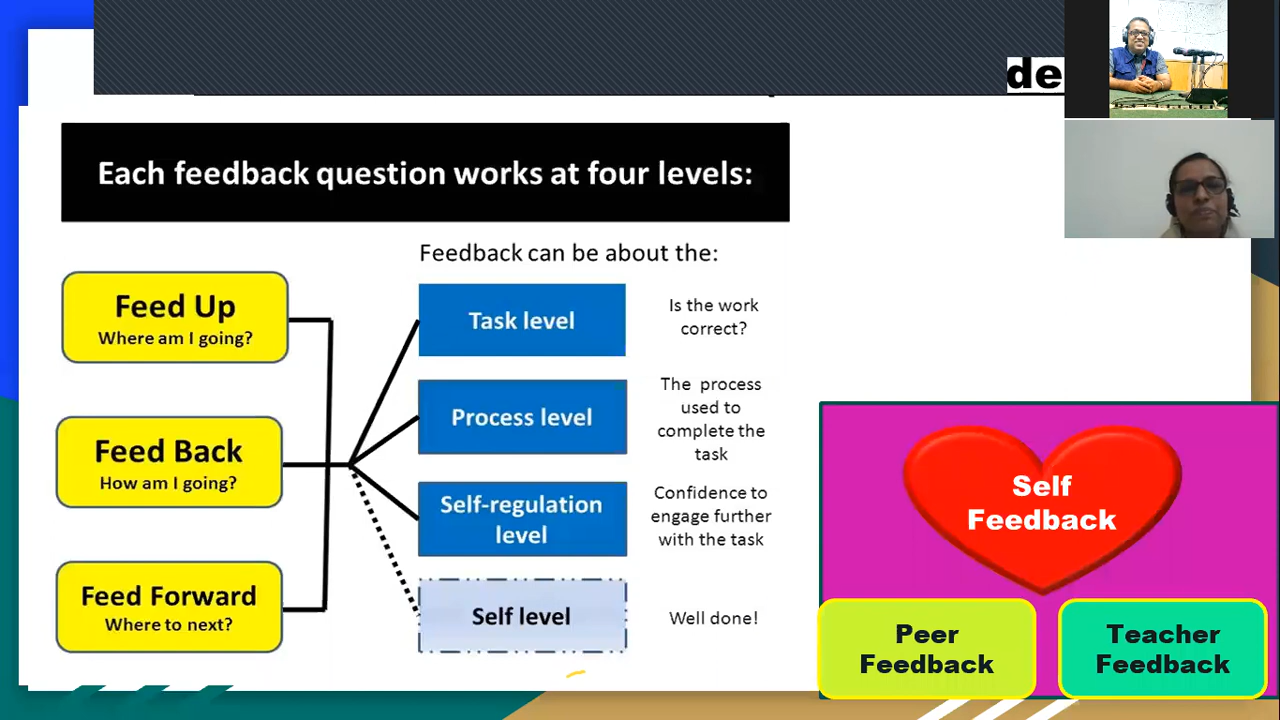 de
Each feedback question works at four levels:
Feedback can be about the:
Feed Up
Where am I going?
Feed Back
How am I going?
Feed Forward
Where to next?
Task level
Is the work
correct?
Process level
The process
used to
complete the
task
Self-regulation
level
Confidence to
engage further
with the task
Self level
Well done!
Self
Feedback
Peer
Feedback
Teacher
Feedback